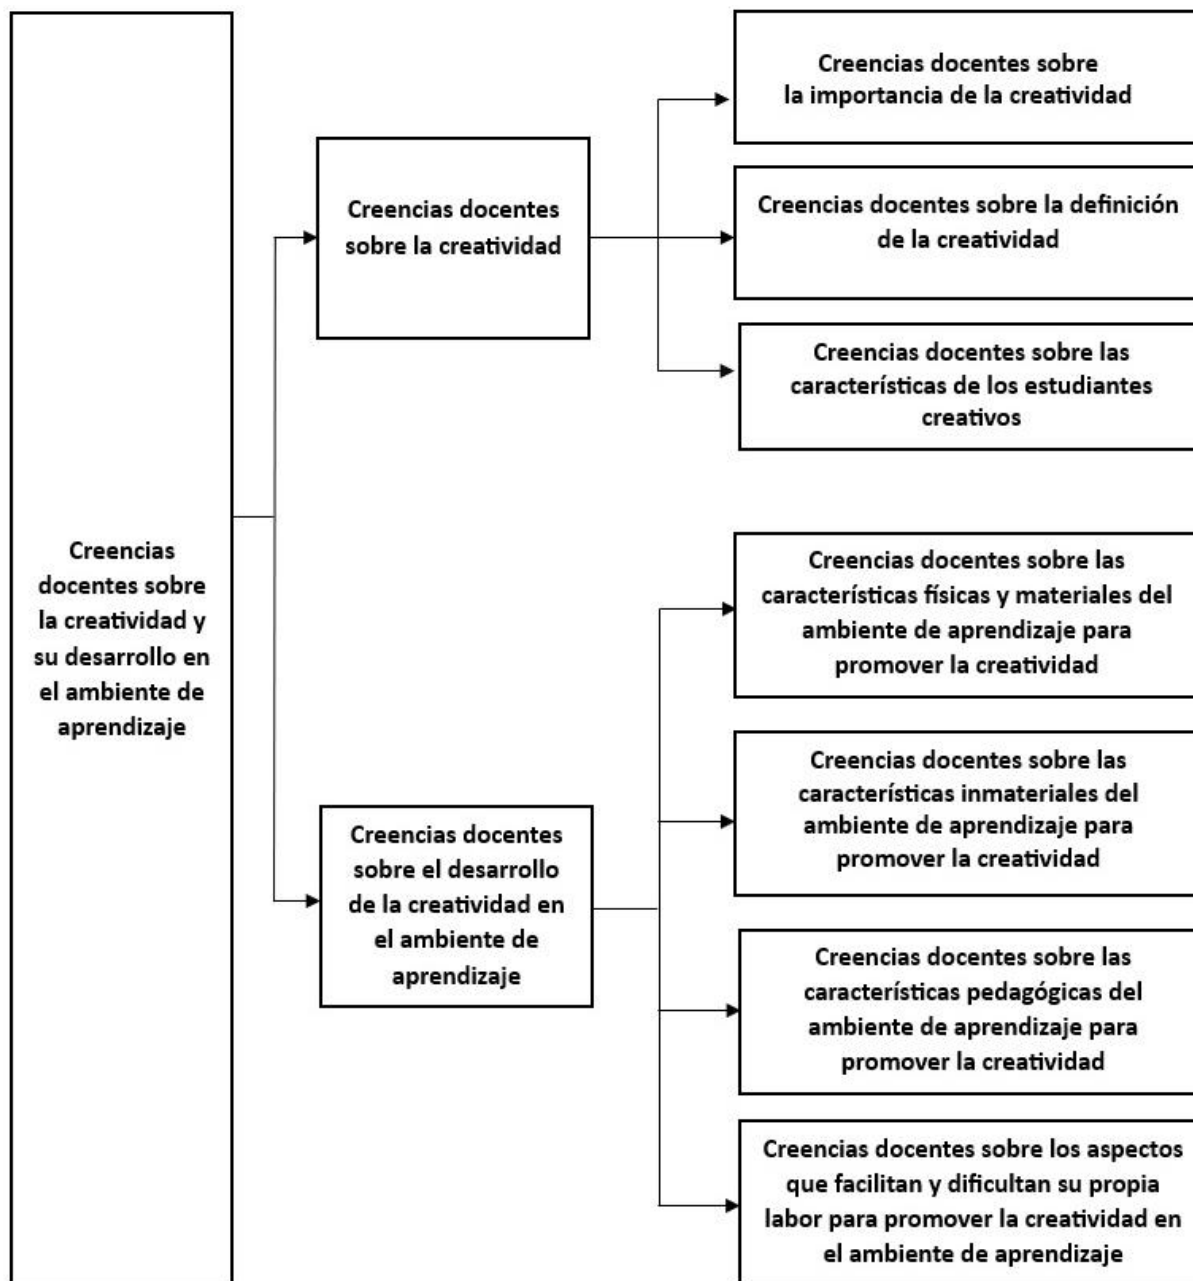 Creencias
docentes sobre
la creatividad y
su desarrollo en
el ambiente de
aprendizaje
Creencias docentes
sobre la creatividad
Creencias docentes sobre
la importancia de la creatividad
Creencias docentes sobre la definición
de la creatividad
Creencias docentes sobre las
caractérísticas de los estudiantes
creativos
Creencias docentes
sobre el desarrollo
de la creatividad en
el ambiente de
aprendizaje
Creencias docentes sobre las
caractérísticas físicas y materiales del
ambiente de aprendizaje para
promover la creatividad
Creencias docentes sobre las
caractérísticas inmateriales del
ambiente de aprendizaje para
promover la creatividad
Creencias docentes sobre las
caractérísticas pedagógicas del
ambiente de aprendizaje para
promover la creatividad
Creencias docentes sobre los aspectos
que facilitan y dificultan su propia
labor para promover la creatividad en
el ambiente de aprendizaje